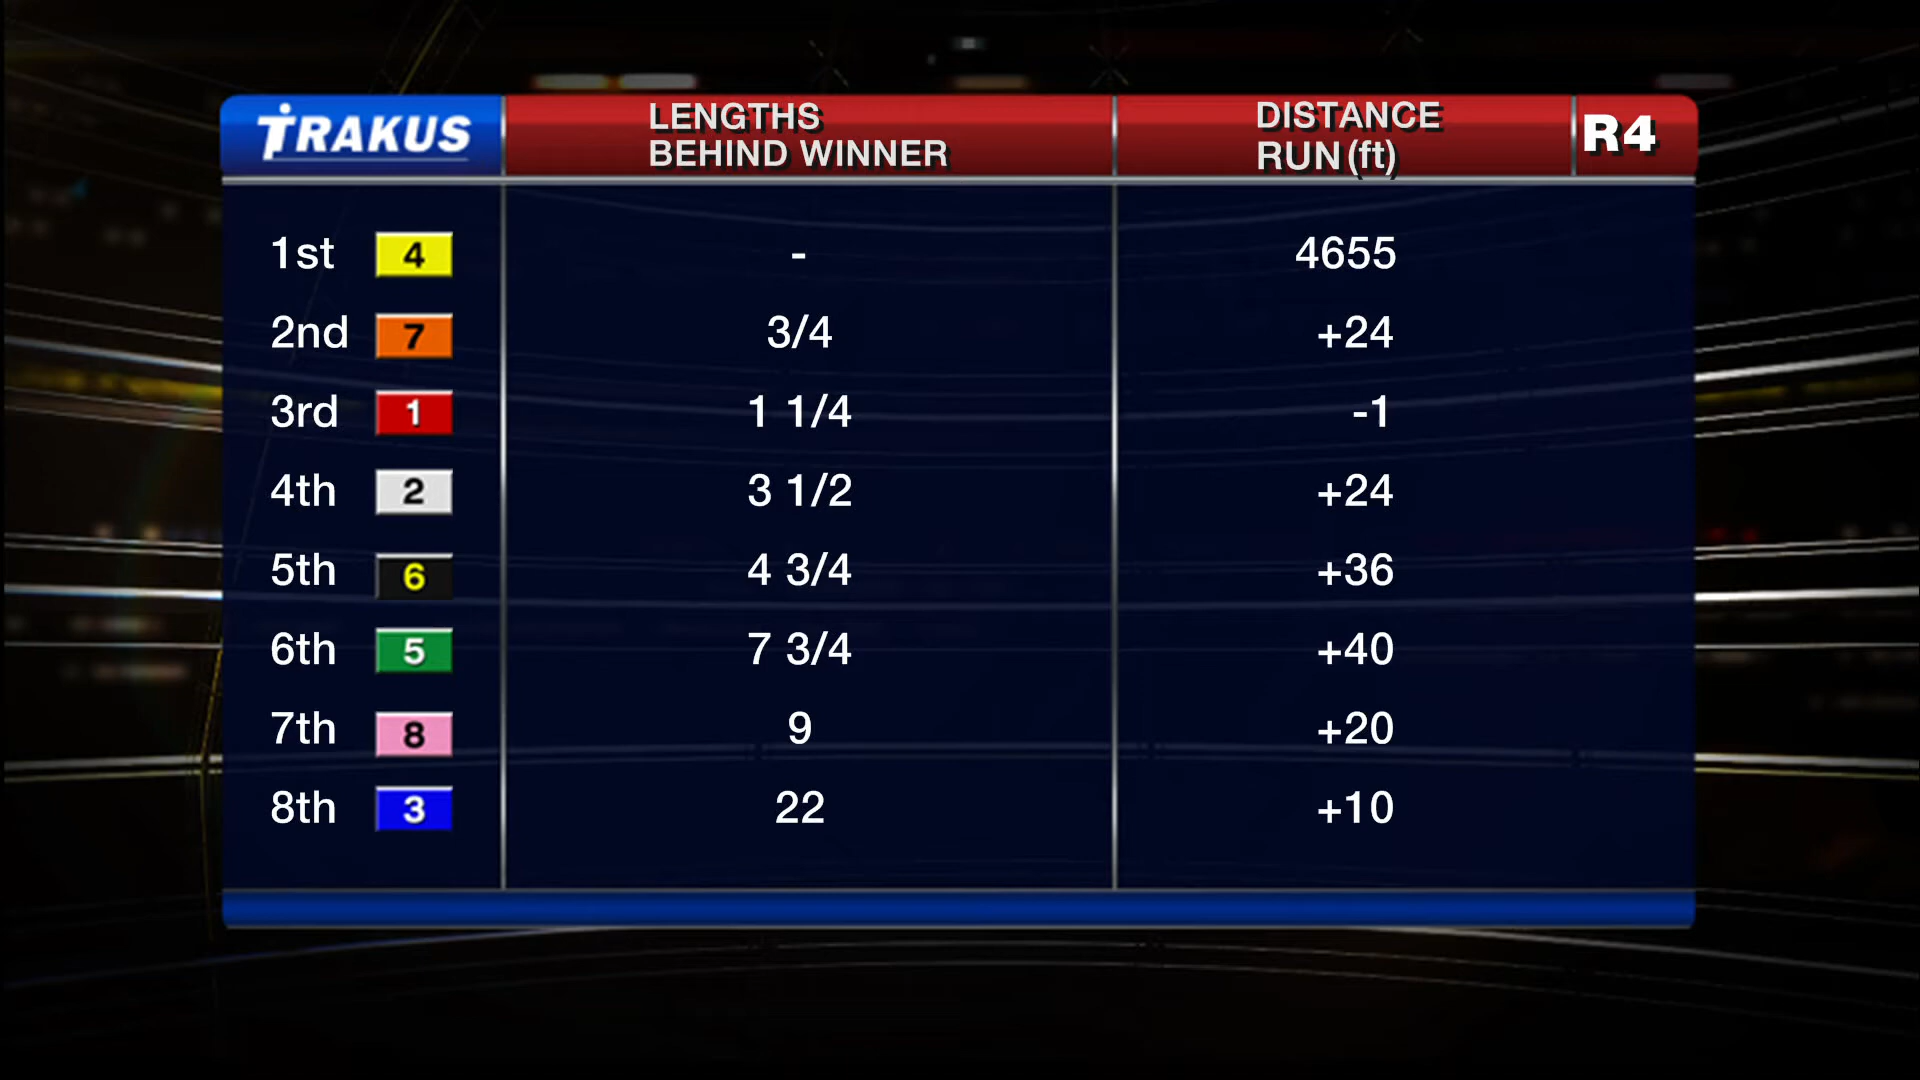 TRAKUS
LENGTHS
BEHIND WINNER
DISTANCE
RUN (ft)
R4
1st 4 - 4655
2nd 7 3/4 +24
3rd 1 1 1/4 -1
4th 2 3 1/2 +24
5th 6 4 3/4 +36
6th 5 7 3/4 +40
7th 8 9 +20
8th 3 22 +10